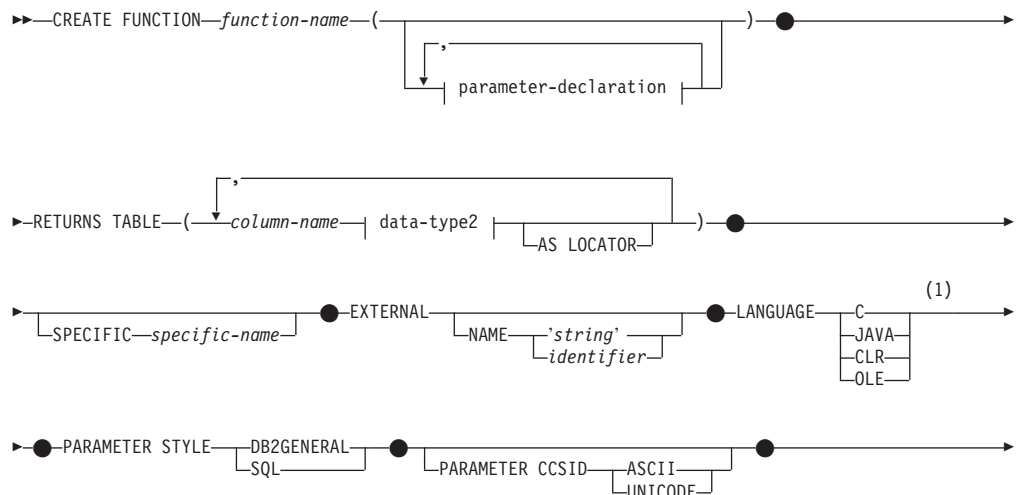 CREATE FUNCTION function-name ( )
,
parameter-declaration
RETURNS TABLE ( column-name data-type2 )
,
AS LOCATOR
SPECIFIC specific-name
EXTERNAL
NAME 'string'
identifier
LANGUAGE C (1)
JAVA
CLR
OLE
PARAMETER STYLE DB2GENERAL
SQL
PARAMETER CCSID ASCII
UNICODE